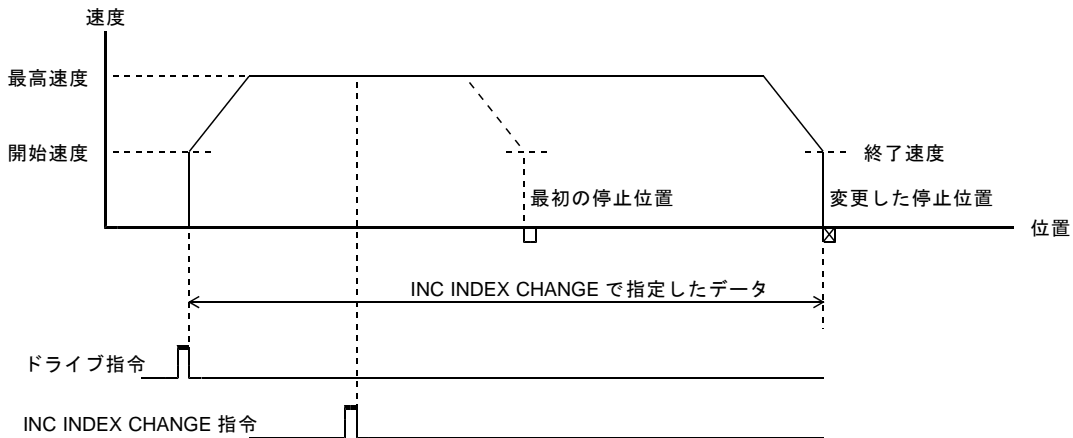 速度
最高速度
開始速度
終了速度
最初の停止位置
変更した停止位置
位置
INC INDEX CHANGE で指定したデータ
ドライブ指令
INC INDEX CHANGE 指令